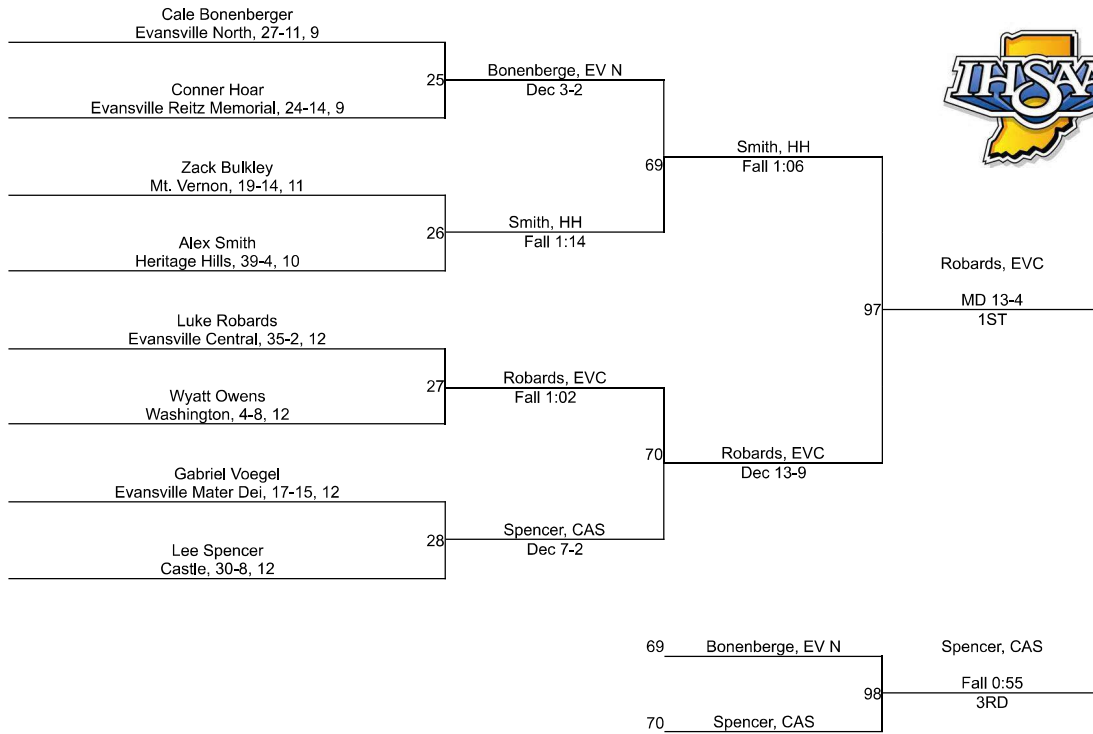 Cale Bonenberger
Evansville North, 27-11, 9
25
Bonenberge, EV N
Dec 3-2
Conner Hoar
Evansville Reitz Memorial, 24-14, 9
IHSAA
69
Smith, HH
Fall 1:06
Zack Bulkley
Mt. Vernon, 19-14, 11
26
Smith, HH
Fall 1:14
Alex Smith
Heritage Hills, 39-4, 10
97
Robards, EVC
MD 13-4
1ST
Luke Robards
Evansville Central, 35-2, 12
27
Robards, EVC
Fall 1:02
Wyatt Owens
Washington, 4-8, 12
70
Robards, EVC
Dec 13-9
Gabriel Voegel
Evansville Mater Dei, 17-15, 12
28
Spencer, CAS
Dec 7-2
Lee Spencer
Castle, 30-8, 12
69
Bonenberge, EV N
98
Spencer, CAS
Fall 0:55
3RD
70
Spencer, CAS